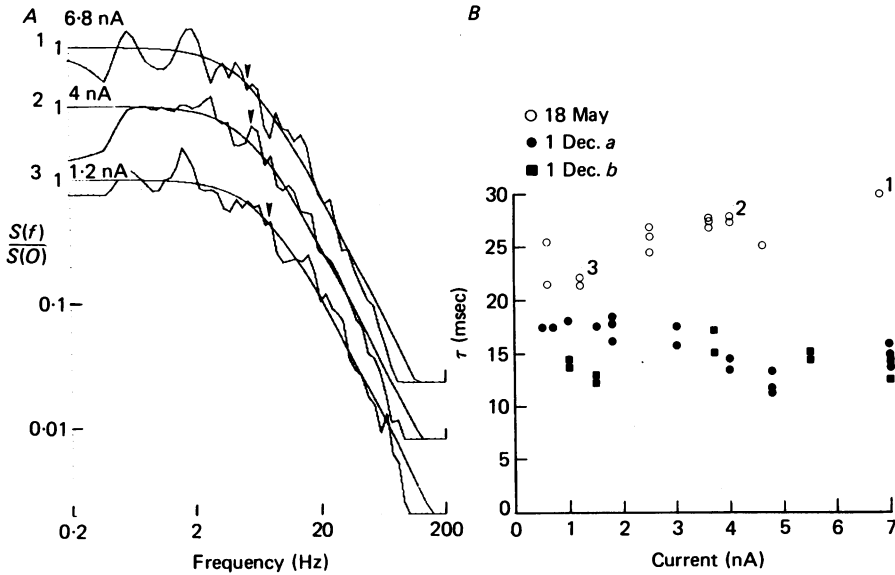 A
6·8 nA
1 1
4 nA
2 1
1·2 nA
3 1
S(f)
S(O)
0·1
0·01
0·2 2 20 200
Frequency (Hz)
B
18 May
1 Dec. a
1 Dec. b
30
25
20
15
10
5
0
τ (msec)
1
2
3
0 1 2 3 4 5 6 7
Current (nA)